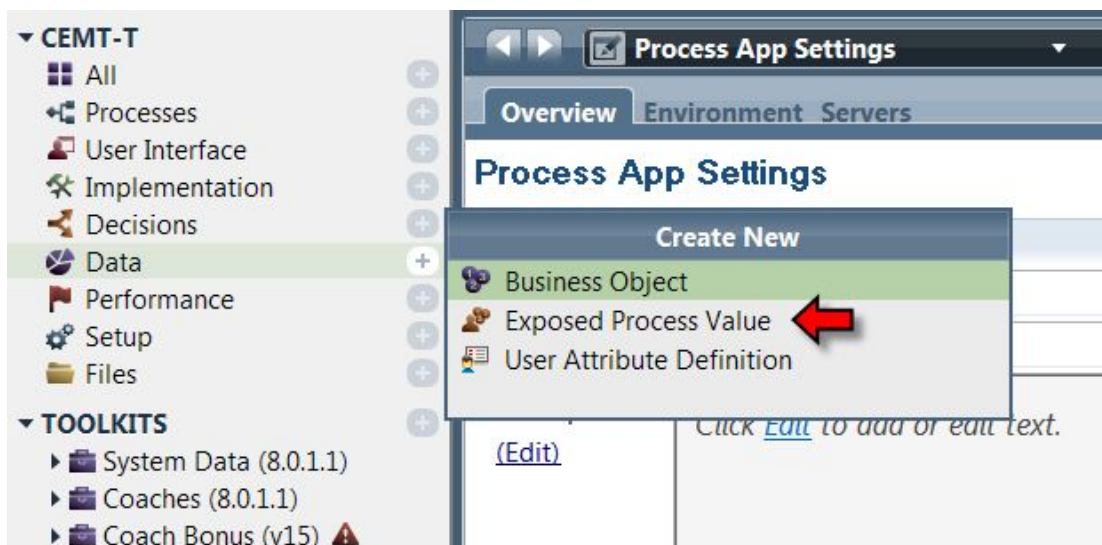 CEMT-T
All
Processes
User Interface
Implementation
Decisions
Data
Performance
Setup
Files
TOOLKITS
System Data (8.0.1.1)
Coaches (8.0.1.1)
Coach Bonus (v15)
Process App Settings
Overview Environment Servers
Process App Settings
Create New
Business Object
Exposed Process Value
User Attribute Definition
(Edit)
Click Edit to add or edit text.